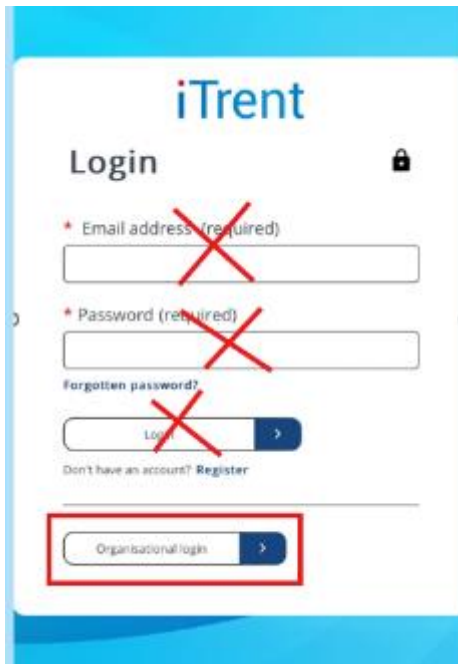 iTrent
Login
* Email address (required)
* Password (required)
Forgotten password?
Login
Don't have an account? Register
Organisational login